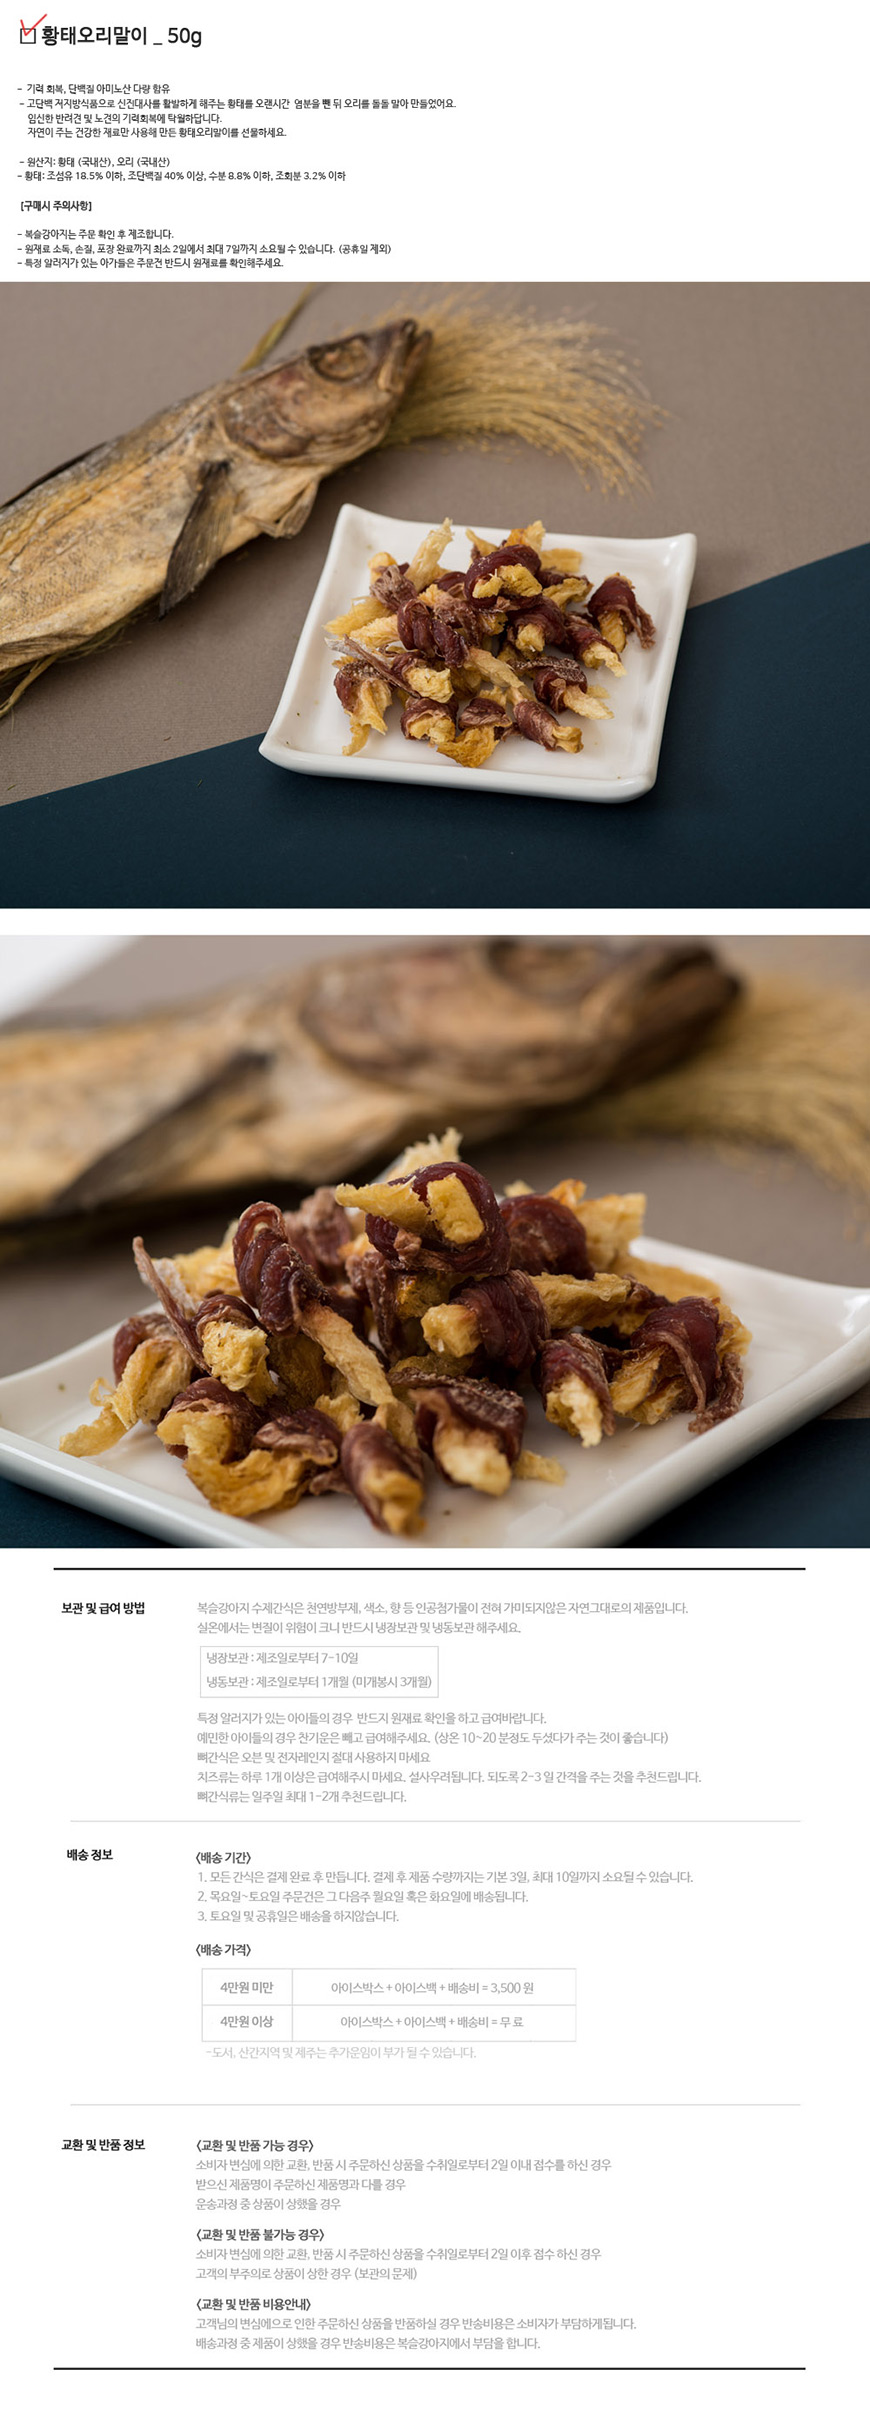 황태오리말이 _ 50g
- 기력 회복, 단백질 아미노산 다량 함유
- 고단백 저지방식품으로 신진대사를 활발하게 해주는 황태를 오랜시간 염분을 뺀 뒤 오리를 돌돌 말아 만들었어요.
임신한 반려견 및 노견의 기력회복에 탁월하답니다.
자연이 주는 건강한 재료만 사용해 만든 황태오리말이를 선물하세요.
- 원산지: 황태 (국내산), 오리 (국내산)
- 황태: 조섬유 18.5% 이하, 조단백질 40% 이상, 수분 8.8% 이하, 조회분 3.2% 이하
[구매시 주의사항]
- 복슬강아지는 주문 확인 후 제조합니다.
- 원재료 소독, 손질, 포장 완료까지 최소 2일에서 최대 7일까지 소요될 수 있습니다. (공휴일 제외)
- 특정 알러지가 있는 아가들은 주문전 반드시 원재료를 확인해주세요.
보관 및 급여 방법
복슬강아지 수제간식은 천연방부제, 색소, 향 등 인공첨가물이 전혀 가미되지않은 자연그대로의 제품입니다.
실온에서는 변질이 위험이 크니 반드시 냉장보관 및 냉동보관 해주세요.
냉장보관 : 제조일로부터 7-10일
냉동보관 : 제조일로부터 1개월 (미개봉시 3개월)
특정 알러지가 있는 아이들의 경우 반드지 원재료 확인을 하고 급여바랍니다.
예민한 아이들의 경우 찬기운은 빼고 급여해주세요. (상온 10~20 분정도 두셨다가 주는 것이 좋습니다)
뼈간식은 오븐 및 전자레인지 절대 사용하지 마세요
치즈류는 하루 1개 이상은 급여해주시 마세요. 설사우려됩니다. 되도록 2-3 일 간격을 주는 것을 추천드립니다.
뼈간식류는 일주일 최대 1-2개 추천드립니다.
배송 정보
<배송 기간>
1. 모든 간식은 결제 완료 후 만듭니다. 결제 후 제품 수량까지는 기본 3일, 최대 10일까지 소요될 수 있습니다.
2. 목요일~토요일 주문건은 그 다음주 월요일 혹은 화요일에 배송됩니다.
3. 토요일 및 공휴일은 배송을 하지않습니다.
<배송 가격>
4만원 미만 아이스박스 + 아이스백 + 배송비 = 3,500 원
4만원 이상 아이스박스 + 아이스백 + 배송비 = 무 료
-도서, 산간지역 및 제주는 추가운임이 부가 될 수 있습니다.
교환 및 반품 정보
<교환 및 반품 가능 경우>
소비자 변심에 의한 교환, 반품 시 주문하신 상품을 수취일로부터 2일 이내 접수를 하신 경우
받으신 제품명이 주문하신 제품명과 다를 경우
운송과정 중 상품이 상했을 경우
<교환 및 반품 불가능 경우>
소비자 변심에 의한 교환, 반품 시 주문하신 상품을 수취일로부터 2일 이후 접수 하신 경우
고객의 부주의로 상품이 상한 경우 (보관의 문제)
<교환 및 반품 비용안내>
고객님의 변심에으로 인한 주문하신 상품을 반품하실 경우 반송비용은 소비자가 부담하게됩니다.
배송과정 중 제품이 상했을 경우 반송비용은 복슬강아지에서 부담을 합니다.